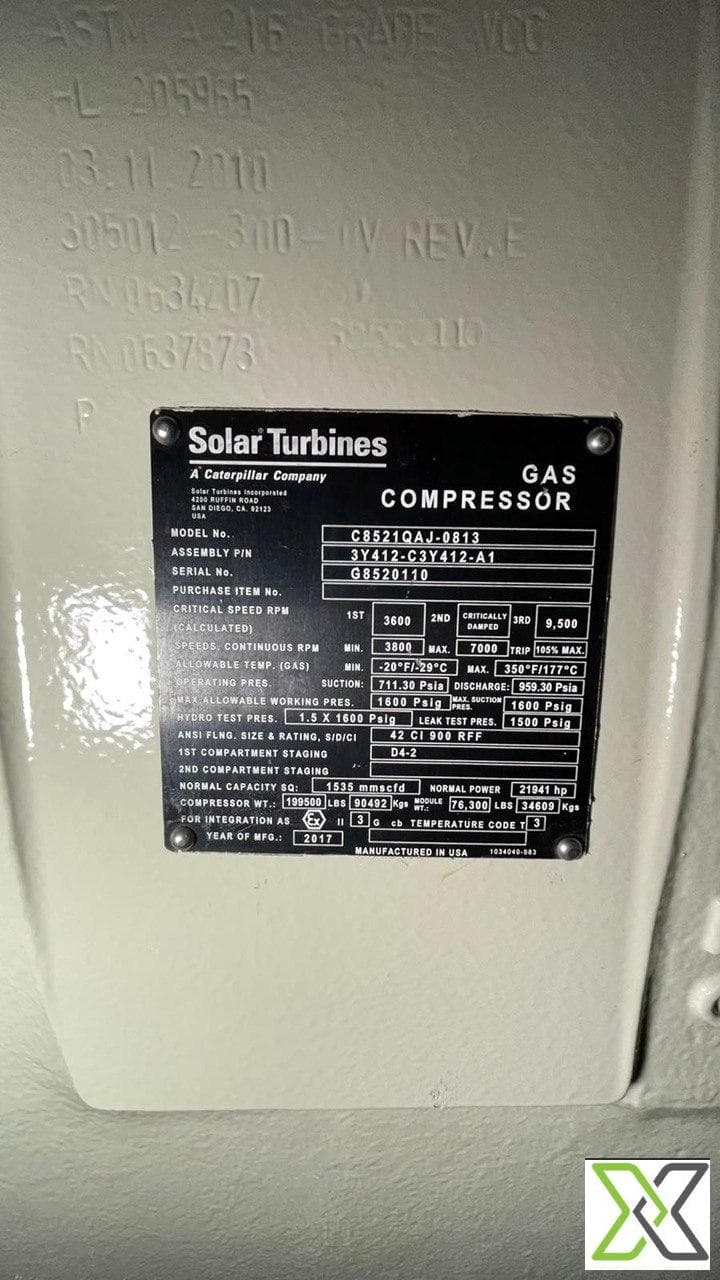 ASTM A 216 GRADE WCC
HL 205965
03.11.2010
305012-300- V REV.E
RN 0634207
RN 0637873
P
Solar Turbines
A Caterpillar Company
Solar Turbines Incorporated
4200 RUFFIN ROAD
SAN DIEGO, CA. 92123
USA
GAS
COMPRESSOR
MODEL No. C8521QAJ-0813
ASSEMBLY P/N 3Y412-C3Y412-A1
SERIAL No. G8520110
PURCHASE ITEM No.
CRITICAL SPEED RPM (CALCULATED) 1ST 3600 2ND CRITICALLY DAMPED 3RD 9,500
SPEEDS, CONTINUOUS RPM MIN. 3800 MAX. 7000 TRIP 105% MAX.
ALLOWABLE TEMP. (GAS) MIN. -20°F/-29°C MAX. 350°F/177°C
OPERATING PRES. SUCTION: 711.30 Psia DISCHARGE: 959.30 Psia
MAX. ALLOWABLE WORKING PRES. 1600 Psig MAX. SUCTION PRES. 1600 Psig
HYDRO TEST PRES. 1.5 X 1600 Psig LEAK TEST PRES. 1500 Psig
ANSI FLNG. SIZE & RATING, S/D/CI 42 CI 900 RFF
1ST COMPARTMENT STAGING D4-2
2ND COMPARTMENT STAGING
NORMAL CAPACITY SQ: 1535 mmscfd NORMAL POWER 21941 hp
COMPRESSOR WT.: 199500 LBS 90492 Kgs MODULE WT.: 76,300 LBS 34609 Kgs
FOR INTEGRATION AS Ex II 3 G cb TEMPERATURE CODE T 3
YEAR OF MFG.: 2017
MANUFACTURED IN USA 1034040-983